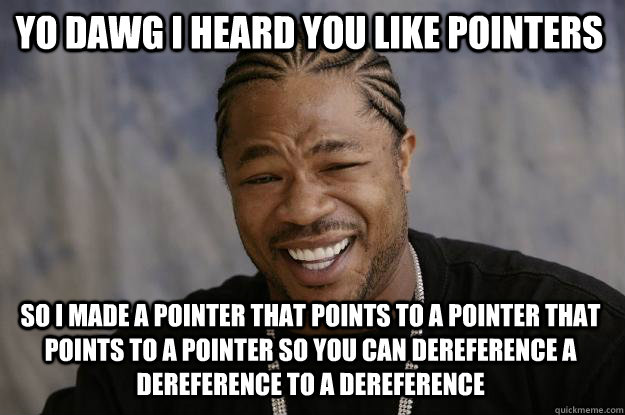 YO DAWG I HEARD YOU LIKE POINTERS
SO I MADE A POINTER THAT POINTS TO A POINTER THAT
POINTS TO A POINTER SO YOU CAN DEREFERENCE A
DEREFERENCE TO A DEREFERENCE
quickmeme.com